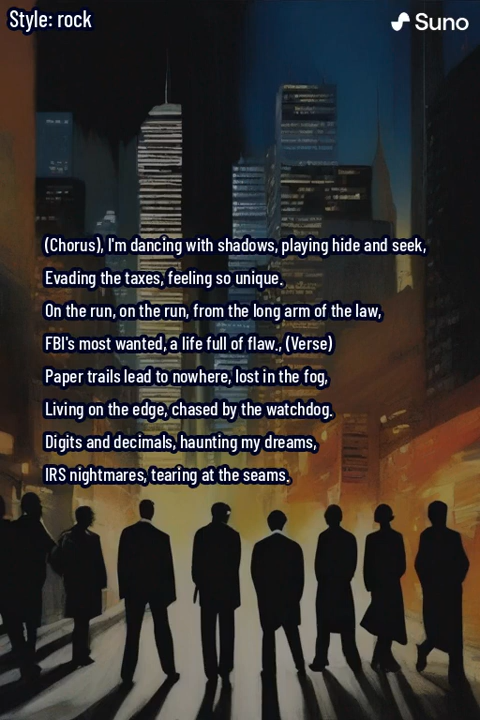 Style: rock
Suno
(Chorus), I'm dancing with shadows, playing hide and seek,
Evading the taxes, feeling so unique.
On the run, on the run, from the long arm of the law,
FBI's most wanted, a life full of flaw., (Verse)
Paper trails lead to nowhere, lost in the fog,
Living on the edge, chased by the watchdog.
Digits and decimals, haunting my dreams,
IRS nightmares, tearing at the seams.